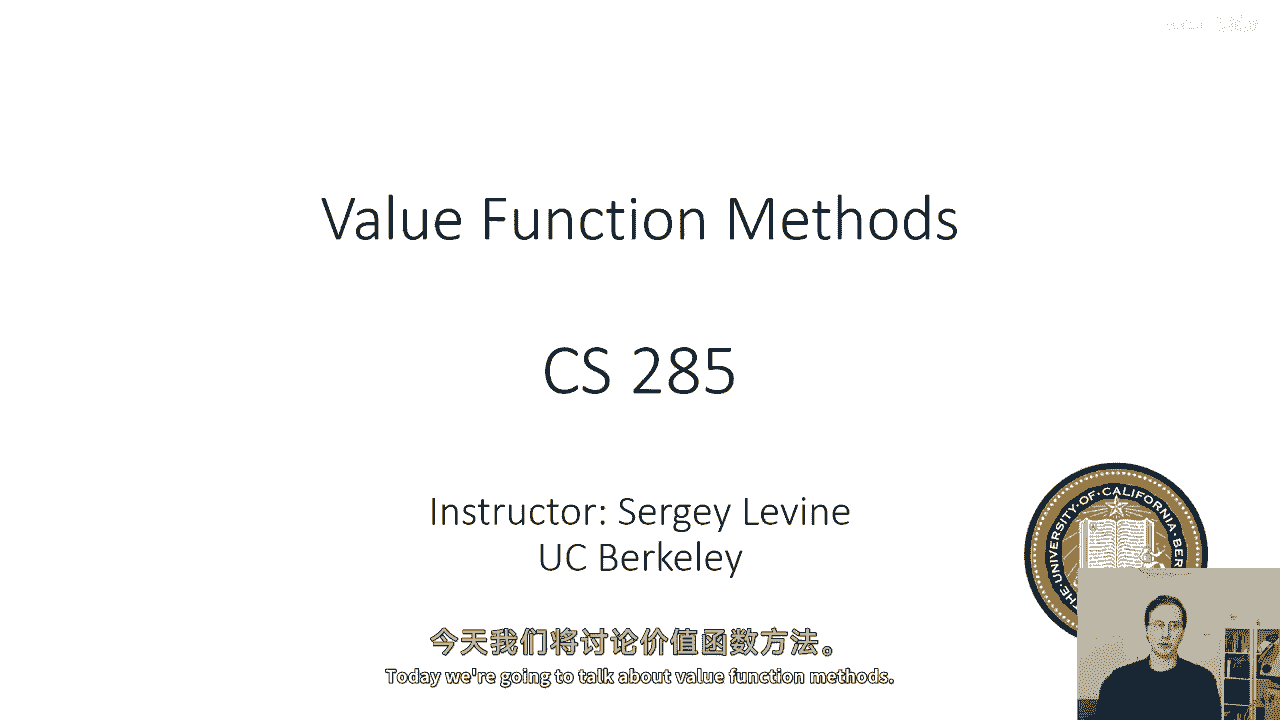 Value Function Methods
CS 285
Instructor: Sergey Levine
UC Berkeley
THE UNIVERSITY OF CALIFORNIA BER
今天我们将讨论价值函数方法。
Today we're going to talk about value function methods.